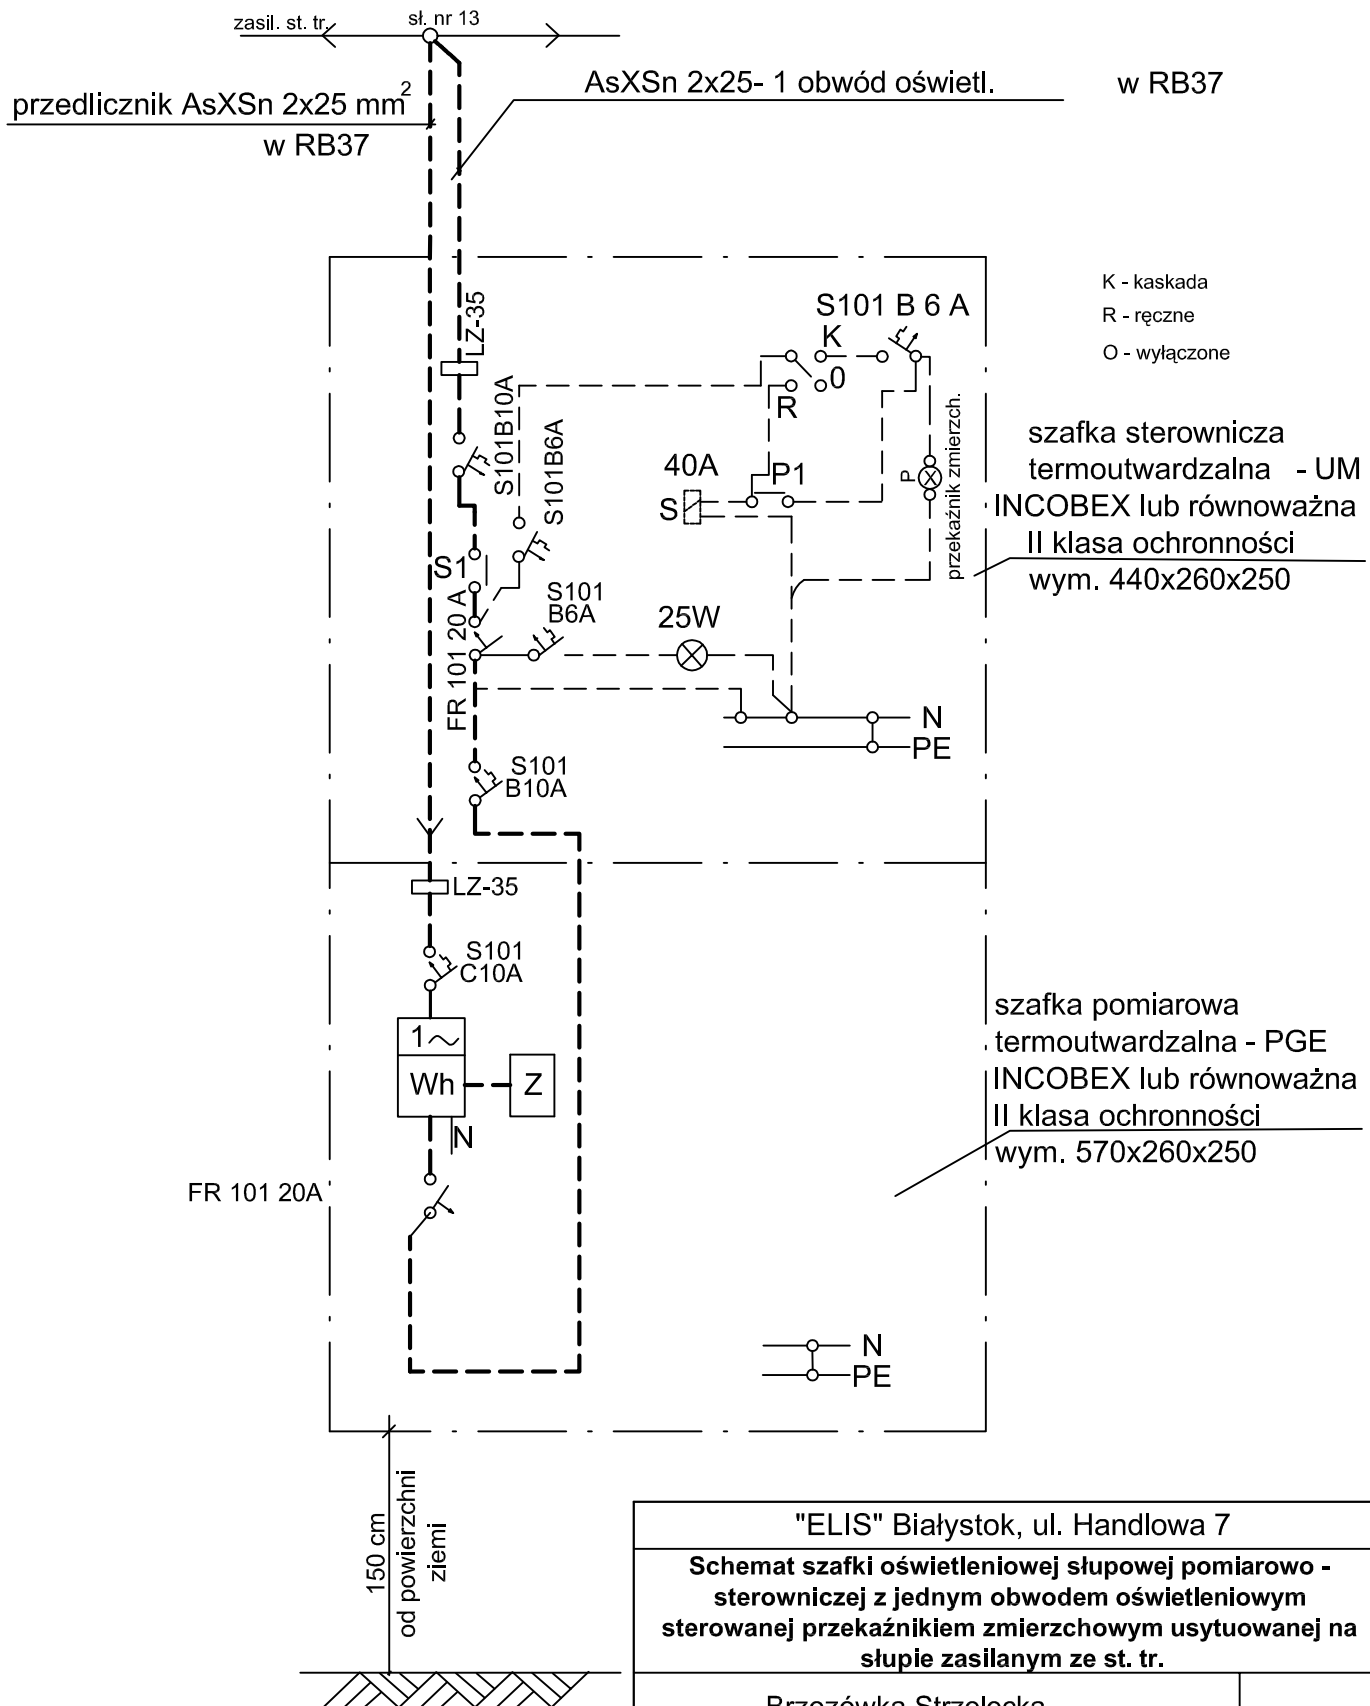 zasil. st. tr.
sł. nr 13
przedlicznik AsXSn 2x25 mm²
w RB37
AsXSn 2x25- 1 obwód oświetl.
w RB37
K - kaskada
R - ręczne
O - wyłączone
LZ-35
S101B10A
S101B6A
S101 B 6 A
K
0
R
40A
S
P1
P
przekaźnik zmierzch.
szafka sterownicza
termoutwardzalna - UM
INCOBEX lub równoważna
II klasa ochronności
wym. 440x260x250
S1
FR 101 20 A
S101
B6A
25W
N
PE
S101
B10A
LZ-35
S101
C10A
1~
Wh
Z
N
FR 101 20A
szafka pomiarowa
termoutwardzalna - PGE
INCOBEX lub równoważna
II klasa ochronności
wym. 570x260x250
N
PE
150 cm
od powierzchni
ziemi
"ELIS" Białystok, ul. Handlowa 7
Schemat szafki oświetleniowej słupowej pomiarowo -
sterowniczej z jednym obwodem oświetleniowym
sterowanej przekaźnikiem zmierzchowym usytuowanej na
słupie zasilanym ze st. tr.
Brzozówka Strzelecka